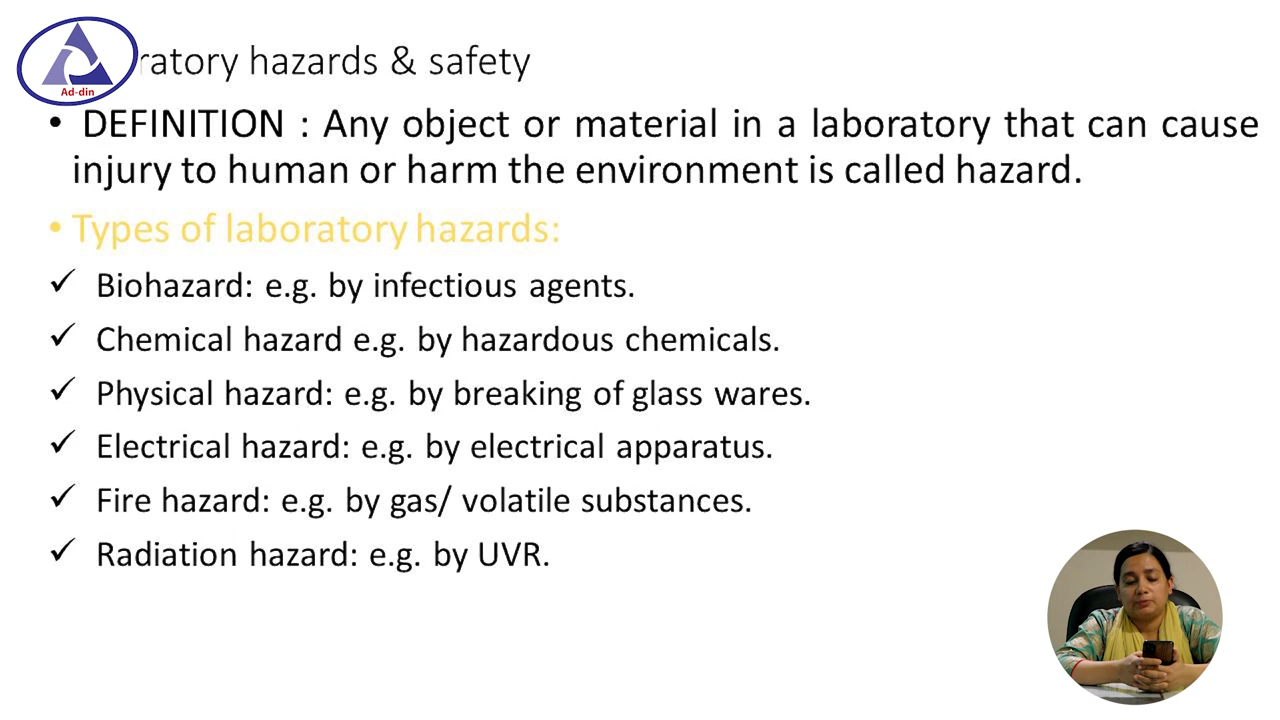 Ad-din
ratory hazards & safety
• DEFINITION : Any object or material in a laboratory that can cause
injury to human or harm the environment is called hazard.
• Types of laboratory hazards:
✓ Biohazard: e.g. by infectious agents.
✓ Chemical hazard e.g. by hazardous chemicals.
✓ Physical hazard: e.g. by breaking of glass wares.
✓ Electrical hazard: e.g. by electrical apparatus.
✓ Fire hazard: e.g. by gas/ volatile substances.
✓ Radiation hazard: e.g. by UVR.